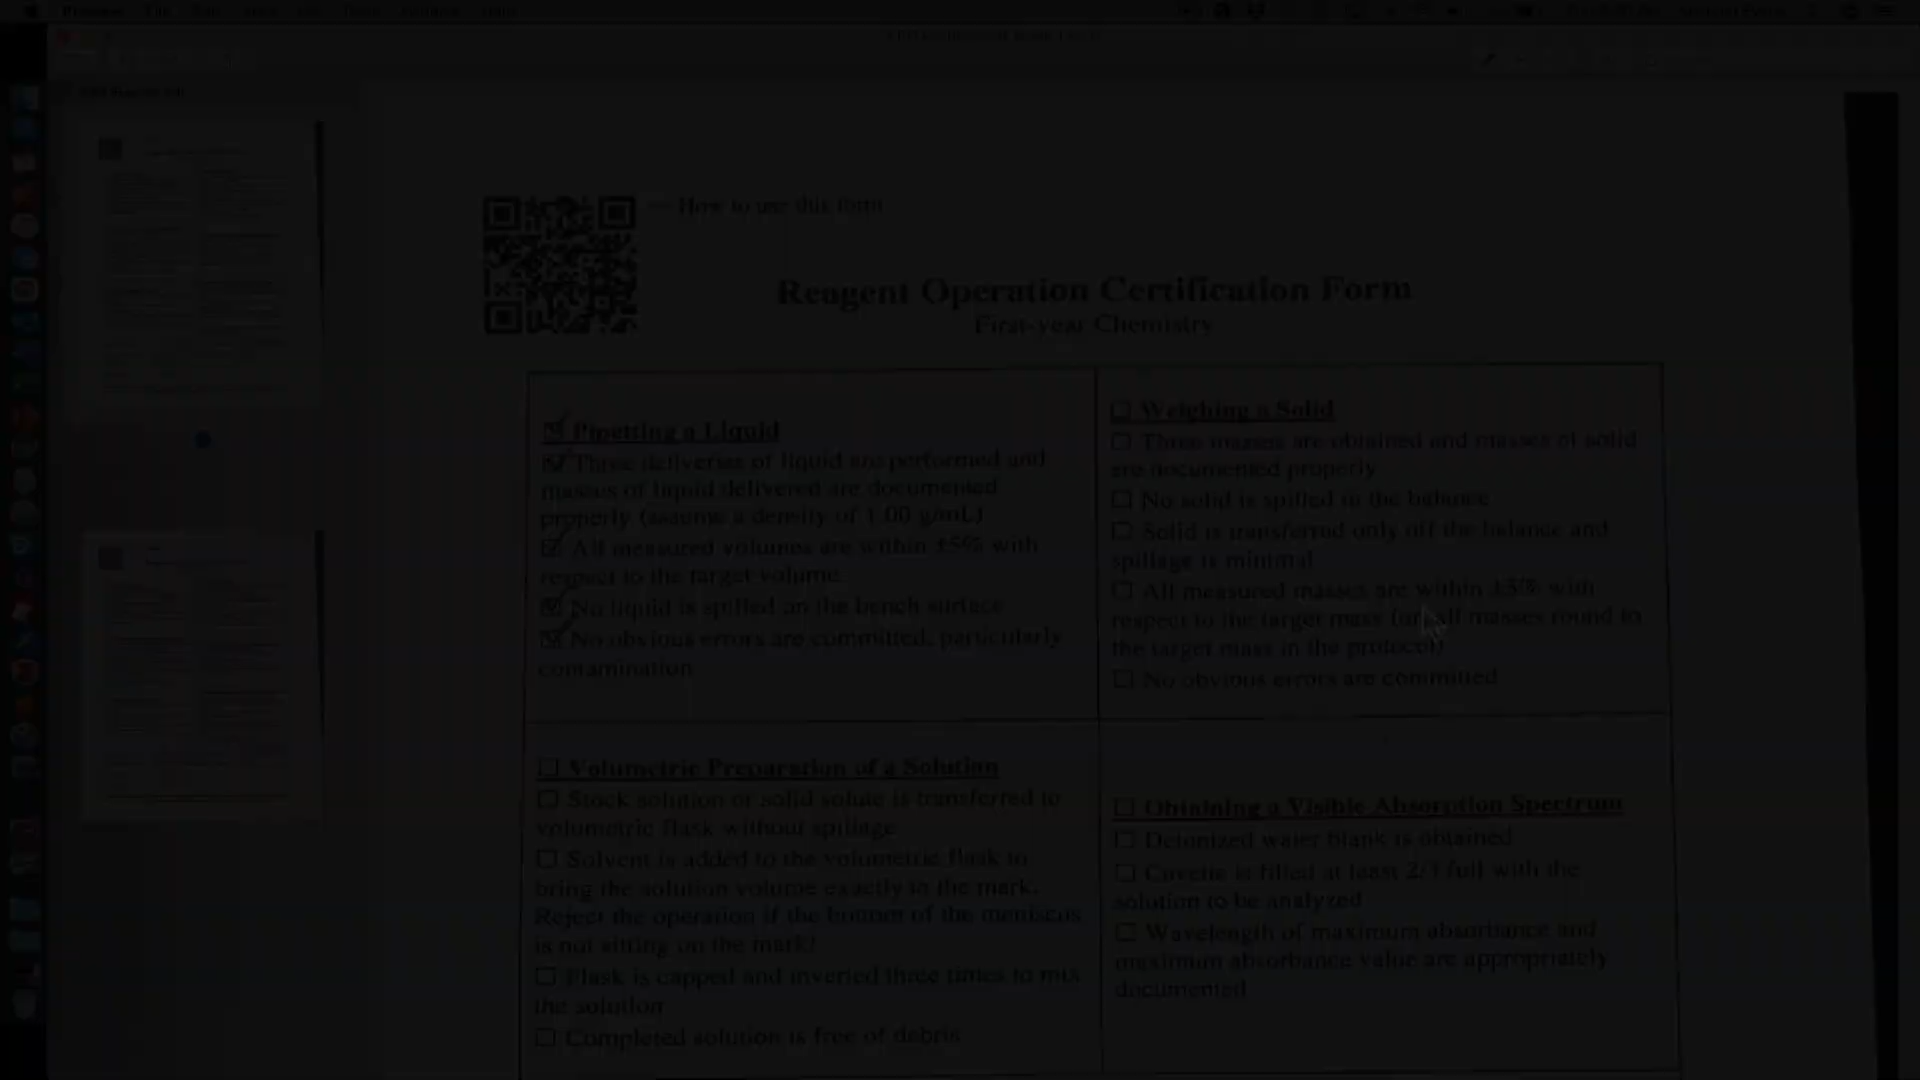 How to use this form
Reagent Operation Certification Form
First-year Chemistry
Pipetting a Liquid
Three deliveries of liquid are performed and
masses of liquid delivered are documented
properly (assume a density of 1.00 g/mL)
All measured volumes are within ±5% with
respect to the target volume
No liquid is spilled on the bench surface
No obvious errors are committed, particularly
contamination
Weighing a Solid
Three masses are obtained and masses of solid
are documented properly
No solid is spilled in the balance
Solid is transferred only off the balance and
spillage is minimal
All measured masses are within ±5% with
respect to the target mass (or all masses round to
the target mass in the protocol)
No obvious errors are committed
Volumetric Preparation of a Solution
Stock solution or solid solute is transferred to
volumetric flask without spillage
Solvent is added to the volumetric flask to
bring the solution volume exactly to the mark.
Reject the operation if the bottom of the meniscus
is not sitting on the mark!
Flask is capped and inverted three times to mix
the solution
Completed solution is free of debris
Obtaining a Visible Absorption Spectrum
Deionized water blank is obtained
Cuvette is filled at least 2/3 full with the
solution to be analyzed
Wavelength of maximum absorbance and
maximum absorbance value are appropriately
documented